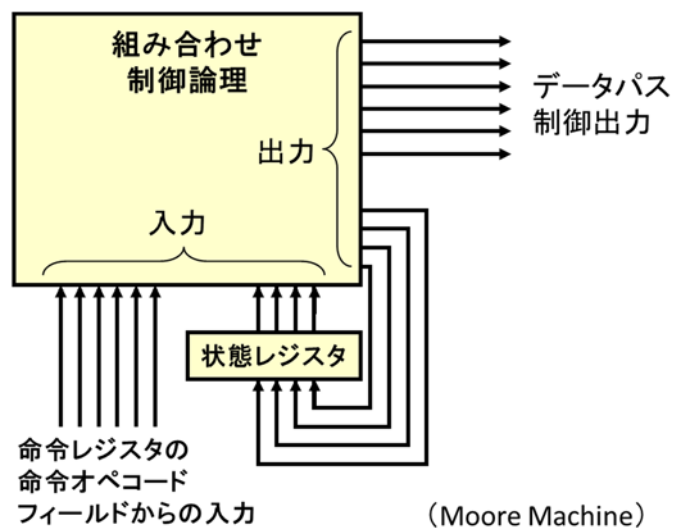 組み合わせ
制御論理
出力
データパス
制御出力
入力
状態レジスタ
命令レジスタの
命令オペコード
フィールドからの入力
（Moore Machine）